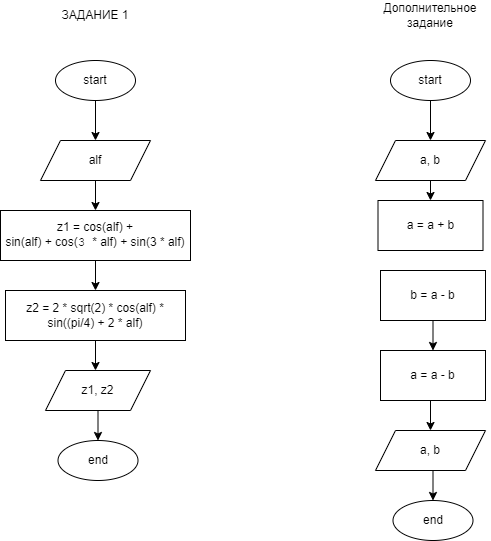 ЗАДАНИЕ 1
start
alf
z1 = cos(alf) +
sin(alf) + cos(3 * alf) + sin(3 * alf)
z2 = 2 * sqrt(2) * cos(alf) *
sin((pi/4) + 2 * alf)
z1, z2
end
Дополнительное
задание
start
a, b
a = a + b
b = a - b
a = a - b
a, b
end